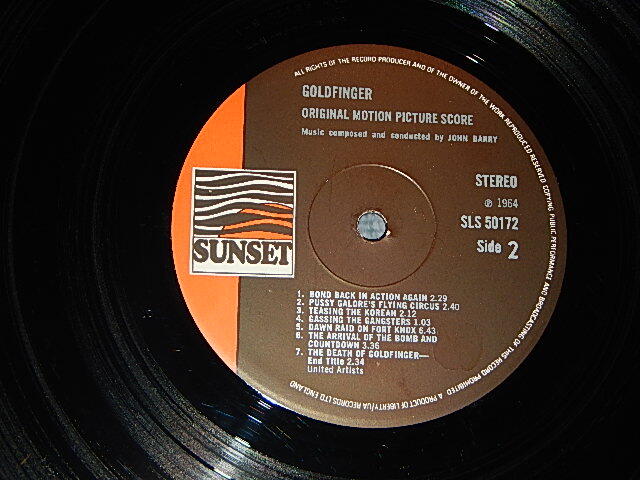 ALL RIGHTS OF THE RECORD PRODUCER AND OF THE OWNER OF THE WORK REPRODUCED RESERVED COPYING PUBLIC PERFORMANCE AND BROADCASTING OF THIS RECORD PROHIBITED A PRODUCT OF LIBERTY/UA RECORDS LTD ENGLAND
GOLDFINGER
ORIGINAL MOTION PICTURE SCORE
Music composed and conducted by JOHN BARRY
STEREO
℗ 1964
SLS 50172
Side 2
SUNSET
1. BOND BACK IN ACTION AGAIN 2.29
2. PUSSY GALORE'S FLYING CIRCUS 2.40
3. TEASING THE KOREAN 2.12
4. GASSING THE GANGSTERS 1.03
5. DAWN RAID ON FORT KNOX 6.43
6. THE ARRIVAL OF THE BOMB AND
COUNTDOWN 3.36
7. THE DEATH OF GOLDFINGER—
End Title 2.34
United Artists